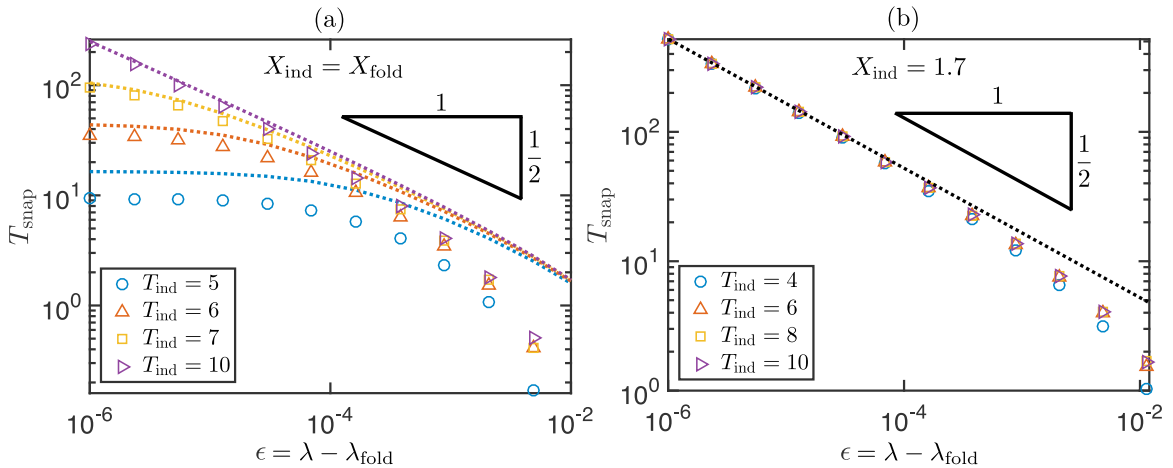 (a)
X_ind = X_fold
1
1/2
10^2
10^1
10^0
T_snap
T_ind = 5
T_ind = 6
T_ind = 7
T_ind = 10
10^-6
10^-4
10^-2
ϵ = λ − λ_fold
(b)
X_ind = 1.7
1
1/2
10^2
10^1
10^0
T_snap
T_ind = 4
T_ind = 6
T_ind = 8
T_ind = 10
10^-6
10^-4
10^-2
ϵ = λ − λ_fold